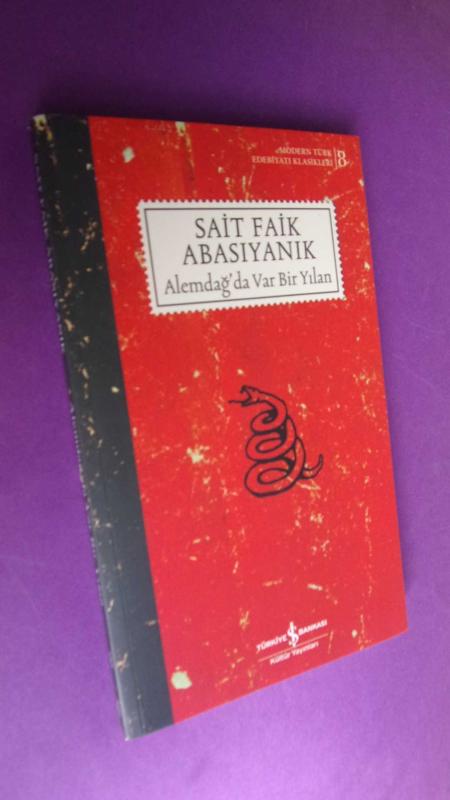 MODERN TÜRK
EDEBİYATI KLASİKLERİ 8
SAİT FAİK
ABASIYANIK
Alemdağ'da Var Bir Yılan
TÜRKİYE İŞ BANKASI
Kültür Yayınları